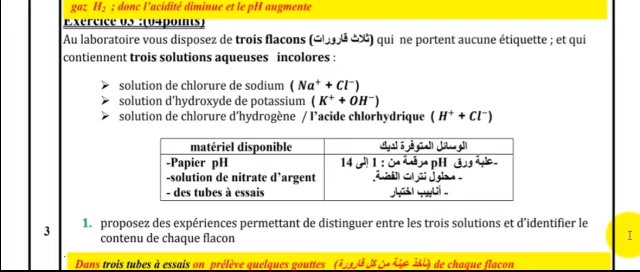 gaz H₂ ; donc l'acidité diminue et le pH augmente
Exercice 03 :(04points)
Au laboratoire vous disposez de trois flacons (ثلاث قارورات) qui ne portent aucune étiquette ; et qui
contiennent trois solutions aqueuses incolores :
➤ solution de chlorure de sodium ( Na⁺ + Cl⁻)
➤ solution d'hydroxyde de potassium ( K⁺ + OH⁻)
➤ solution de chlorure d'hydrogène / l'acide chlorhydrique ( H⁺ + Cl⁻)
matériel disponible الوسائل المتوفرة لديك
-Papier pH -علبة ورق pH مرقمة من : 1 إلى 14
-solution de nitrate d'argent - محلول نترات الفضة.
- des tubes à essais - أنابيب اختبار
1. proposez des expériences permettant de distinguer entre les trois solutions et d'identifier le
3
contenu de chaque flacon
Dans trois tubes à essais on prélève quelques gouttes (نأخذ عينة من كل قارورة) de chaque flacon